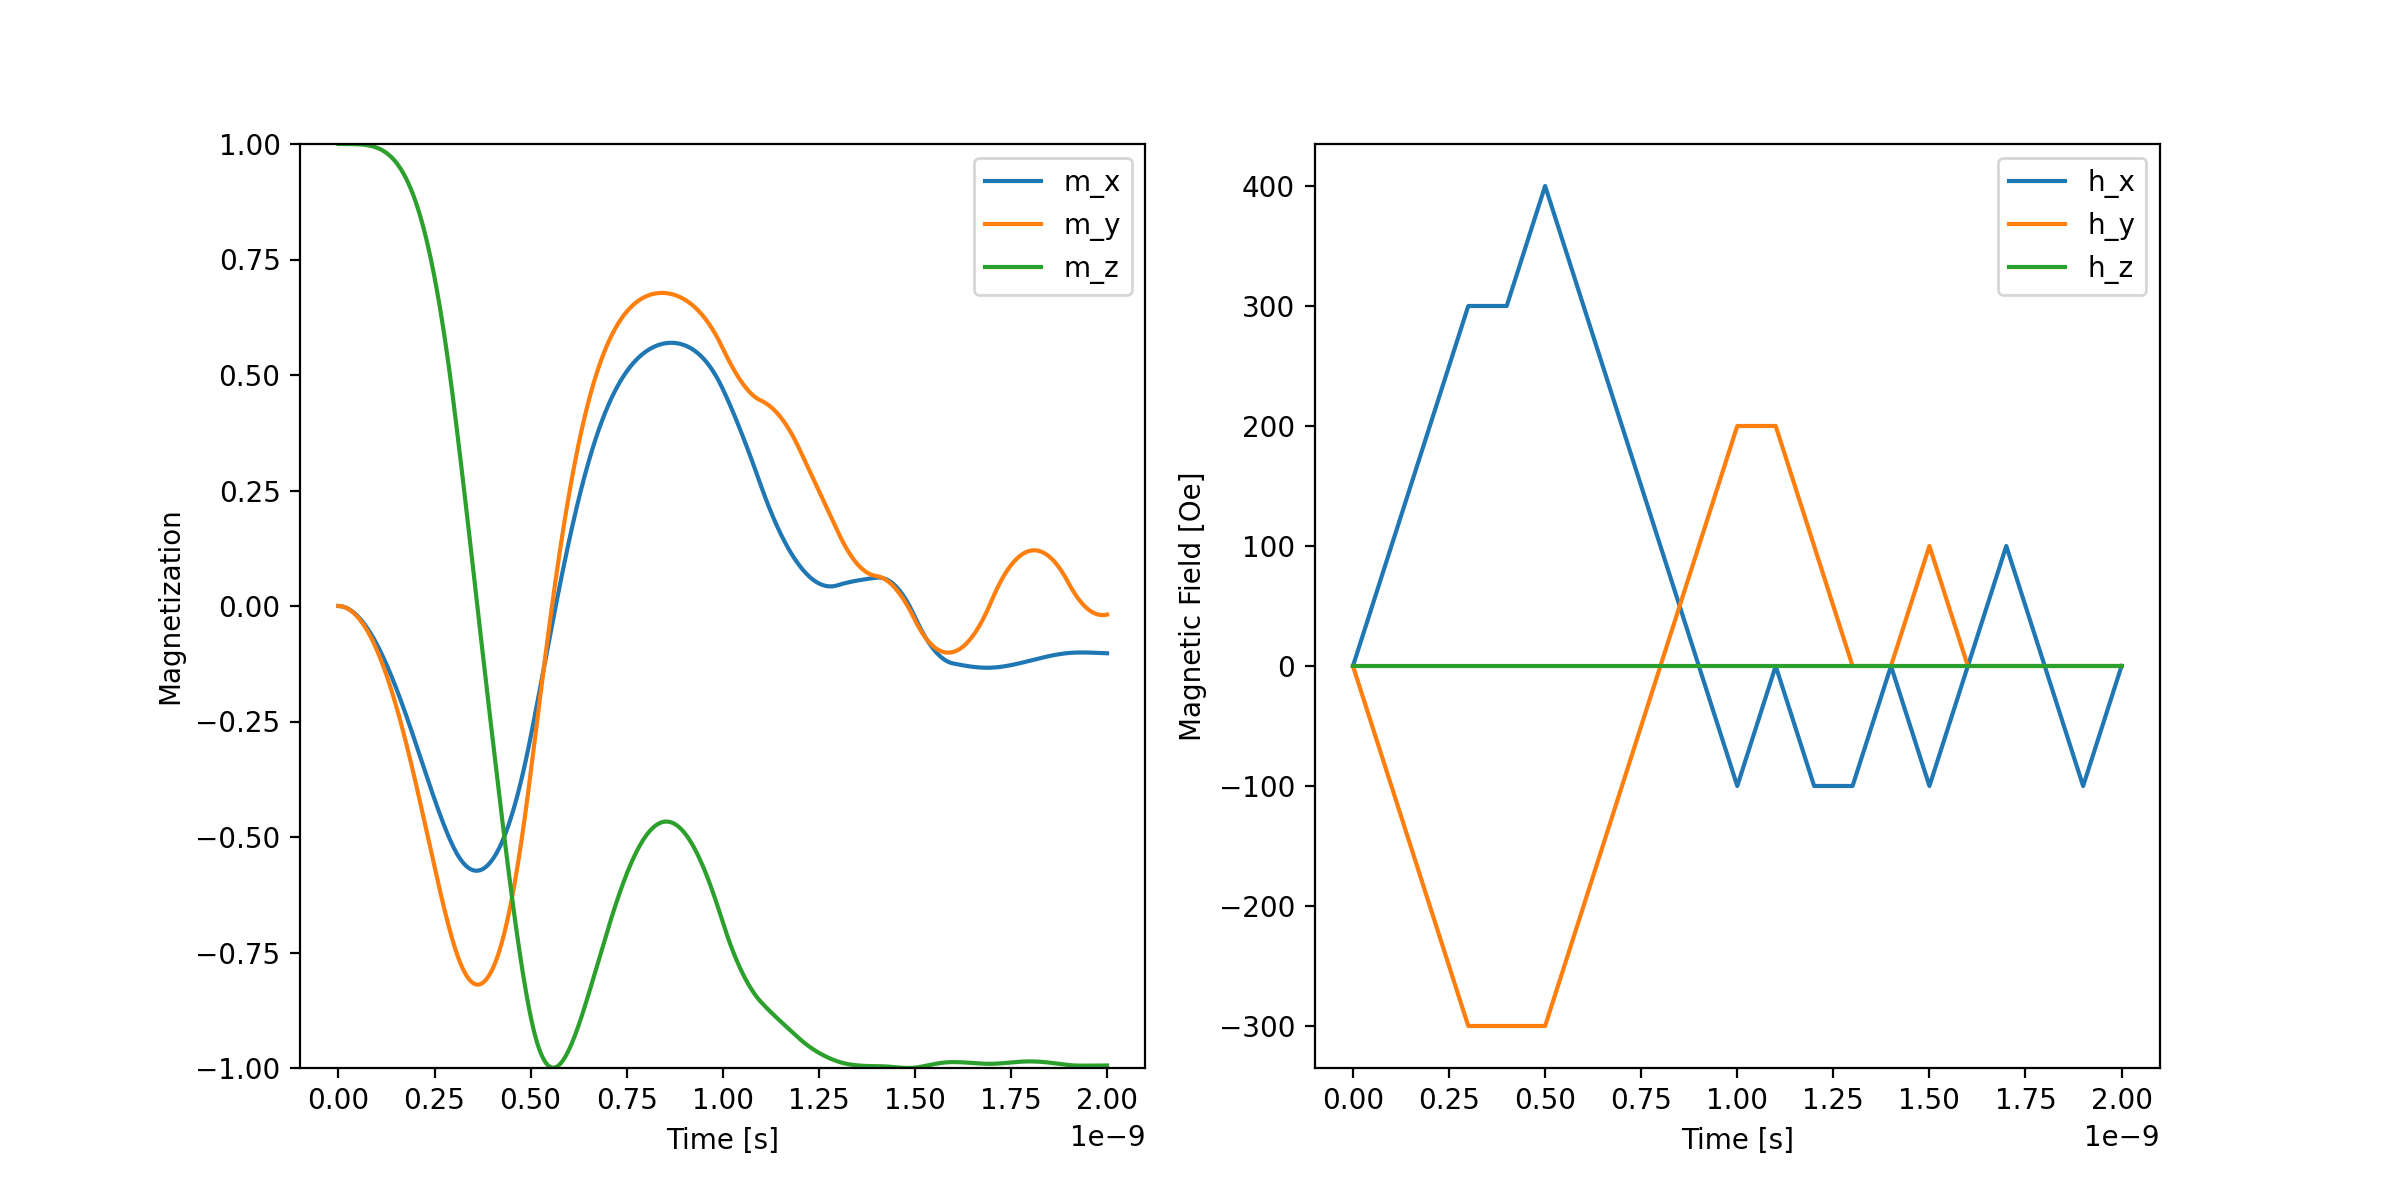 1.00
0.75
0.50
0.25
0.00
−0.25
−0.50
−0.75
−1.00
Magnetization
m_x
m_y
m_z
0.00 0.25 0.50 0.75 1.00 1.25 1.50 1.75 2.00
Time [s]
1e−9
400
300
200
100
0
−100
−200
−300
Magnetic Field [Oe]
h_x
h_y
h_z
0.00 0.25 0.50 0.75 1.00 1.25 1.50 1.75 2.00
Time [s]
1e−9